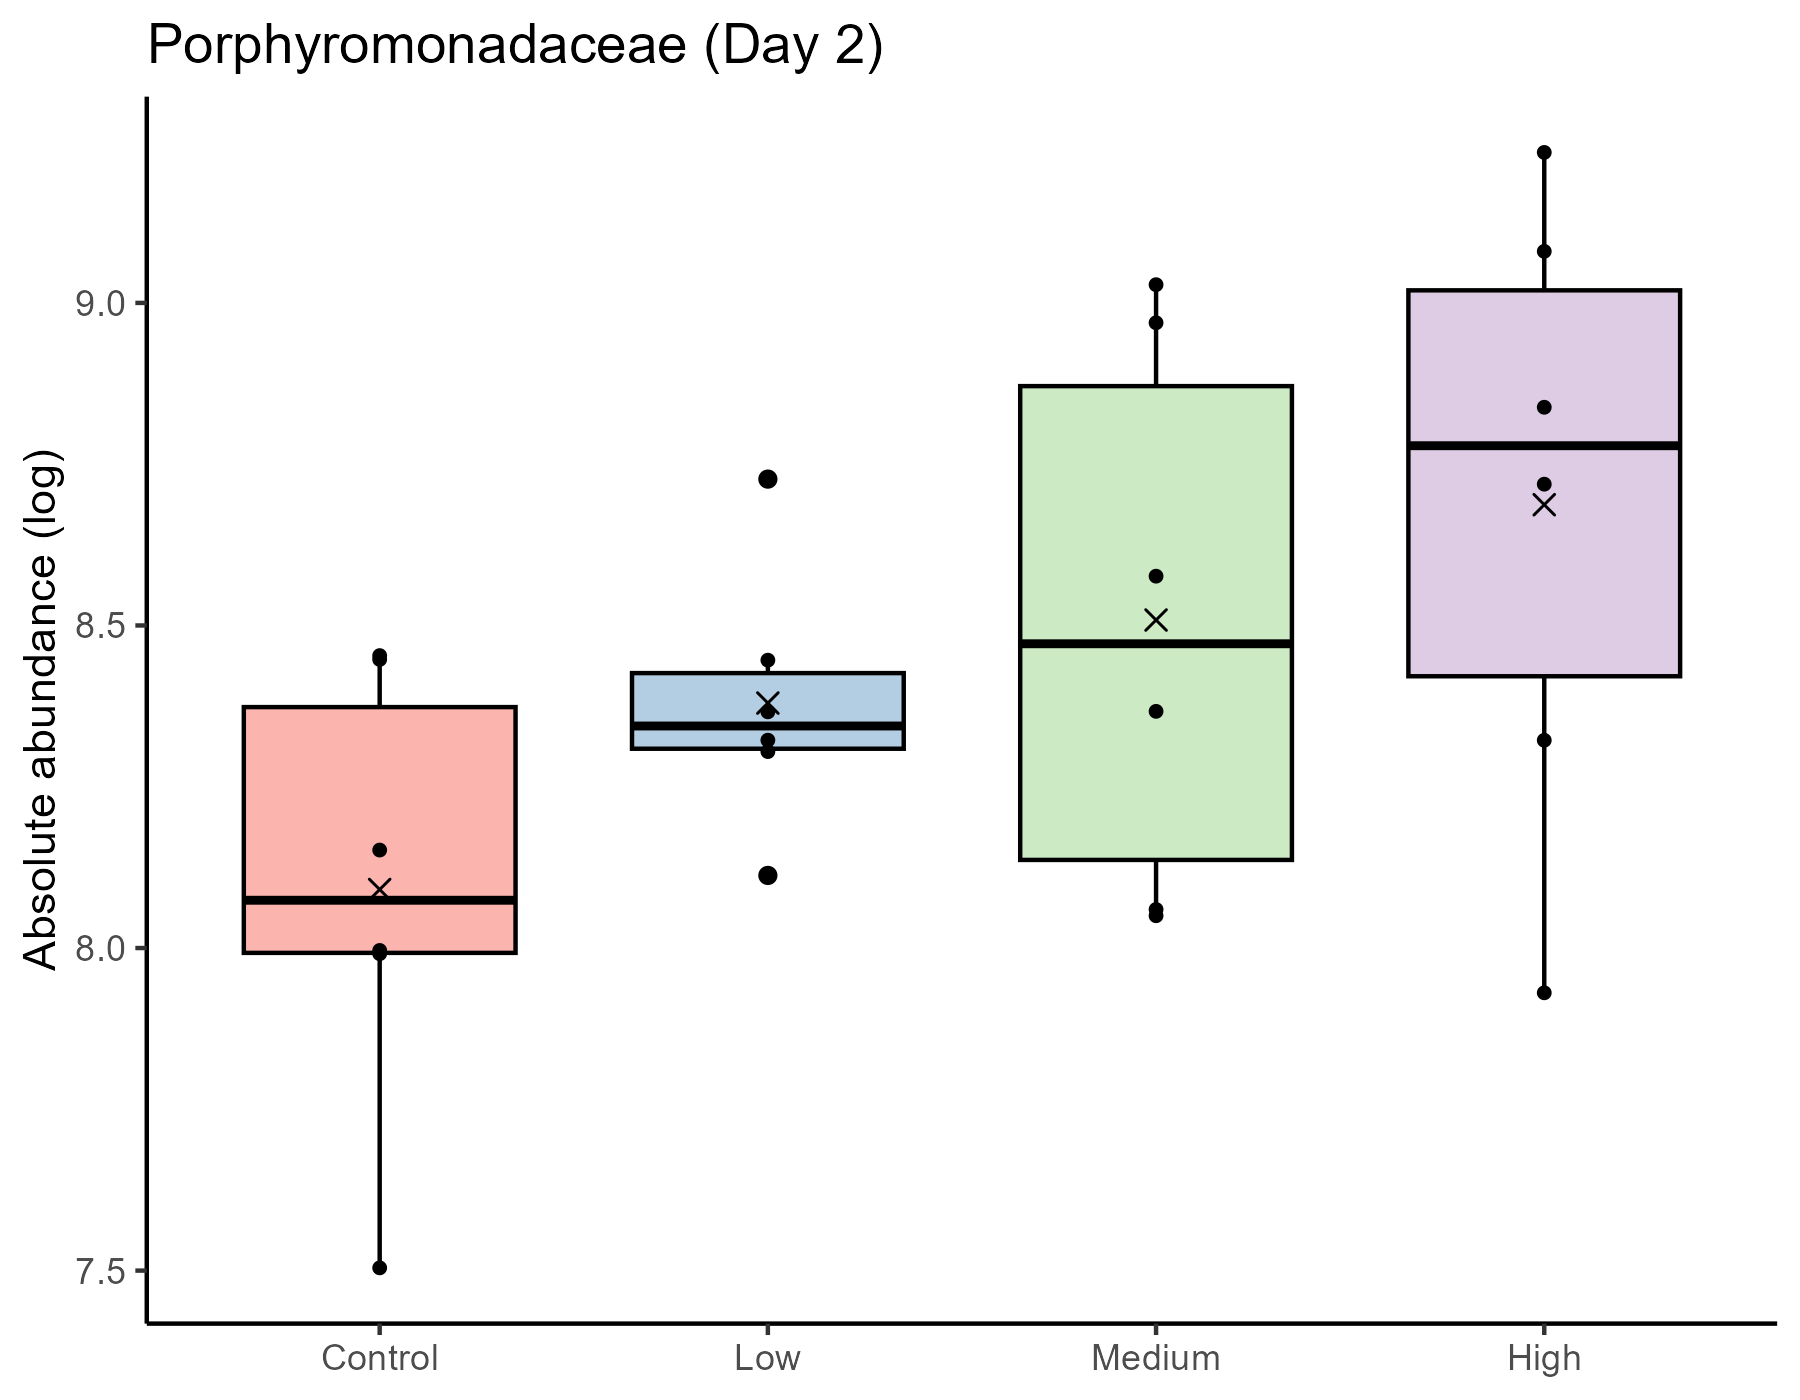 Porphyromonadaceae (Day 2)
Absolute abundance (log)
9.0
8.5
8.0
7.5
Control Low Medium High